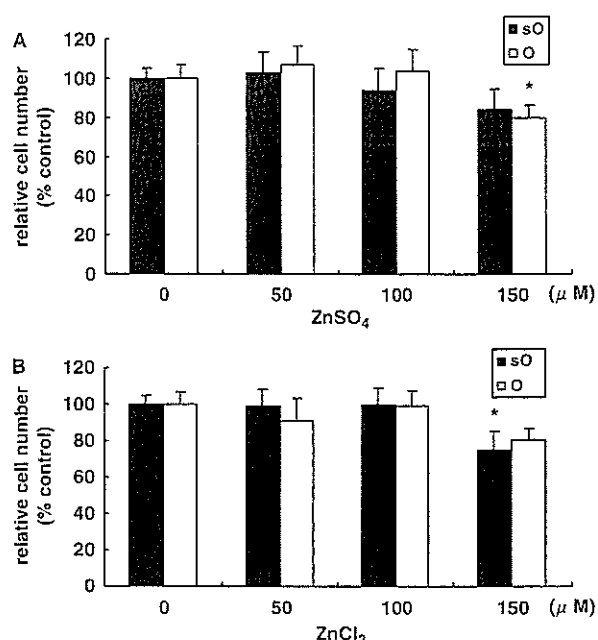 A
120
100
80
60
40
20
0
relative cell number
(% control)
sO
O
*
0 50 100 150 (μ M)
ZnSO₄
B
120
100
80
60
40
20
0
relative cell number
(% control)
sO
O
*
0 50 100 150 (μ M)
ZnCl₂